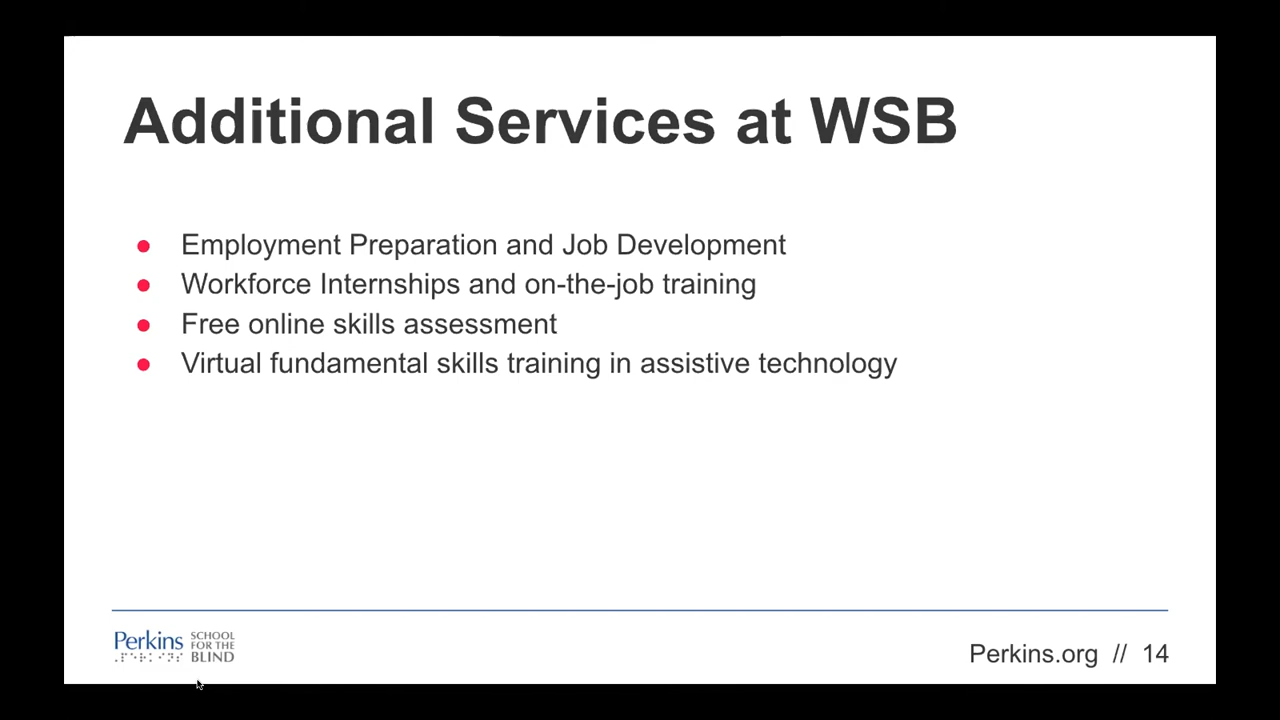 Additional Services at WSB
● Employment Preparation and Job Development
● Workforce Internships and on-the-job training
● Free online skills assessment
● Virtual fundamental skills training in assistive technology
Perkins SCHOOL FOR THE BLIND
Perkins.org // 14